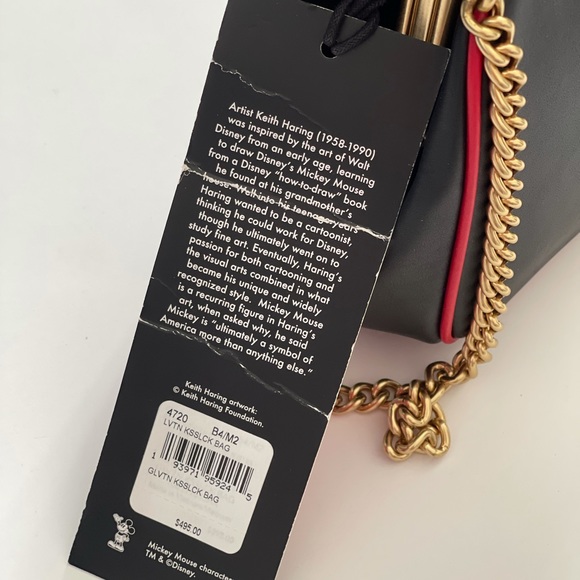 Artist Keith Haring (1958-1990)
was inspired by the art of Walt
Disney from an early age, learning
to draw Disney's Mickey Mouse
from a Disney "how-to-draw" book
he found at his grandmother's
house. Well into his teenage years
Haring wanted to be a cartoonist,
thinking he could work for Disney,
though he ultimately went on to
study fine art. Eventually, Haring's
passion for both cartooning and
the visual arts combined in what
became his unique and widely
recognized style. Mickey Mouse
is a recurring figure in Haring's
art, when asked why, he said
Mickey is "ultimately a symbol of
America more than anything else."
Keith Haring artwork:
© Keith Haring Foundation.
4720 B4/M2
LVTN KSSLCK BAG
1 93971 95924 5
GLVTN KSSLCK BAG
$495.00
Mickey Mouse character
TM & ©Disney.